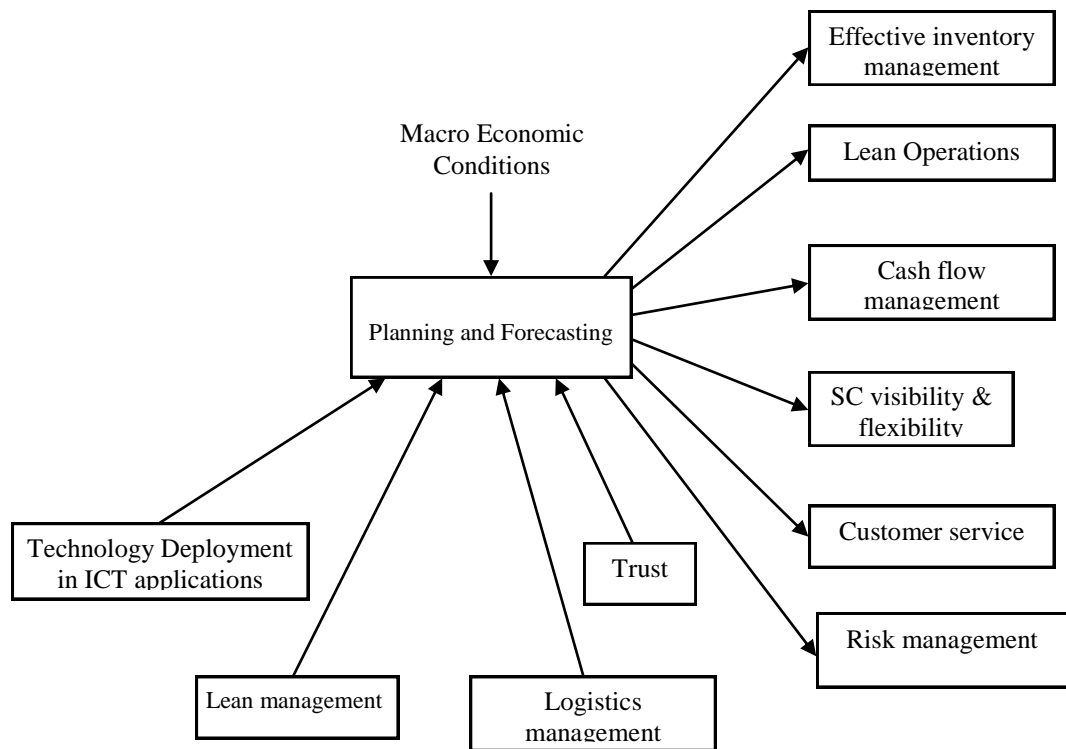 Effective inventory
management
Macro Economic
Conditions
Lean Operations
Cash flow
management
Planning and Forecasting
SC visibility &
flexibility
Technology Deployment
in ICT applications
Trust
Customer service
Risk management
Lean management
Logistics
management